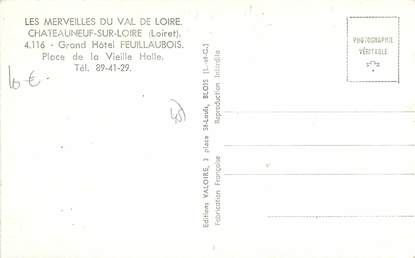 LES MERVEILLES DU VAL DE LOIRE.
CHATEAUNEUF-SUR-LOIRE (Loiret).
4.116 - Grand Hôtel FEUILLAUBOIS.
Place de la Vieille Halle.
Tél. 89-41-29.
10 €
Editions VALOIRE, 3 place St-Louis, BLOIS (L.-et-C.)
Fabrication Française Reproduction Interdite
PHOTOGRAPHIE
VÉRITABLE